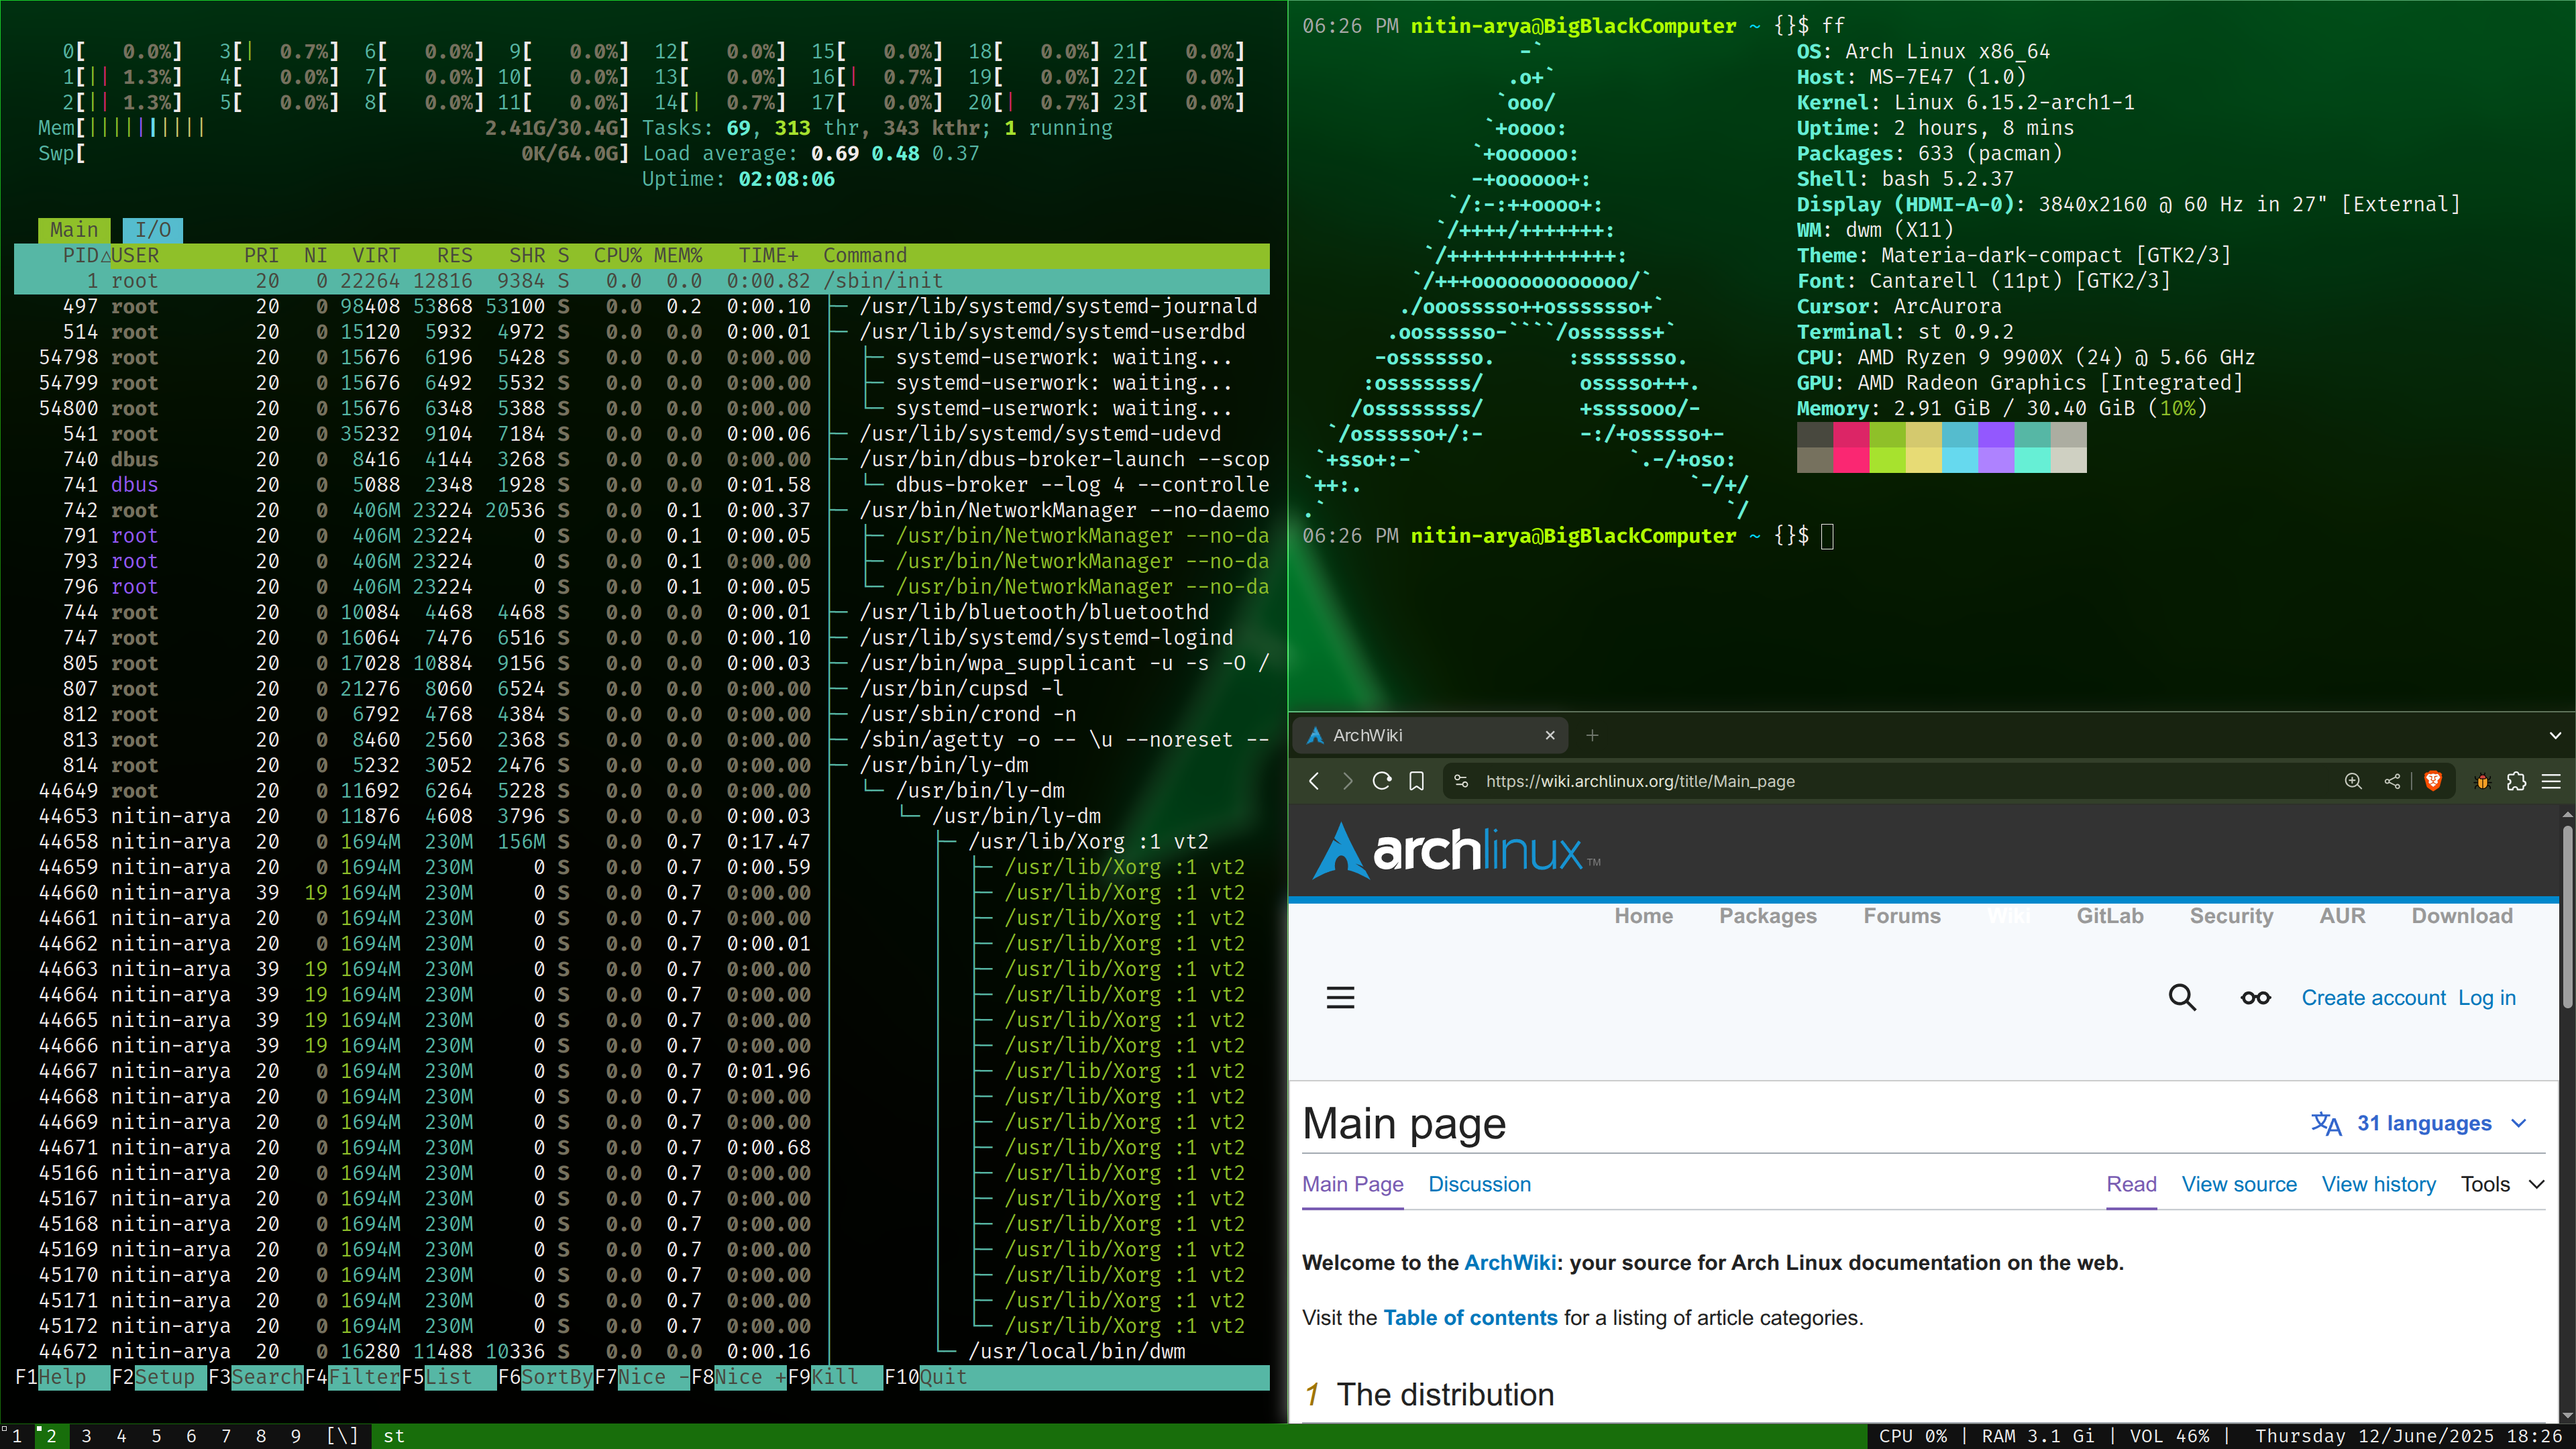 0[ 0.0%] 3[| 0.7%] 6[ 0.0%] 9[ 0.0%] 12[ 0.0%] 15[ 0.0%] 18[ 0.0%] 21[ 0.0%]
1[|| 1.3%] 4[ 0.0%] 7[ 0.0%] 10[ 0.0%] 13[ 0.0%] 16[| 0.7%] 19[ 0.0%] 22[ 0.0%]
2[|| 1.3%] 5[ 0.0%] 8[ 0.0%] 11[ 0.0%] 14[| 0.7%] 17[ 0.0%] 20[| 0.7%] 23[ 0.0%]
Mem[|||||||||| 2.41G/30.4G] Tasks: 69, 313 thr, 343 kthr; 1 running
Swp[ 0K/64.0G] Load average: 0.69 0.48 0.37
Uptime: 02:08:06
Main I/O
PID△USER PRI NI VIRT RES SHR S CPU% MEM% TIME+ Command
1 root 20 0 22264 12816 9384 S 0.0 0.0 0:00.82 /sbin/init
497 root 20 0 98408 53868 53100 S 0.0 0.2 0:00.10 ├─ /usr/lib/systemd/systemd-journald
514 root 20 0 15120 5932 4972 S 0.0 0.0 0:00.01 ├─ /usr/lib/systemd/systemd-userdbd
54798 root 20 0 15676 6196 5428 S 0.0 0.0 0:00.00 │ ├─ systemd-userwork: waiting...
54799 root 20 0 15676 6492 5532 S 0.0 0.0 0:00.00 │ ├─ systemd-userwork: waiting...
54800 root 20 0 15676 6348 5388 S 0.0 0.0 0:00.00 │ └─ systemd-userwork: waiting...
541 root 20 0 35232 9104 7184 S 0.0 0.0 0:00.06 ├─ /usr/lib/systemd/systemd-udevd
740 dbus 20 0 8416 4144 3268 S 0.0 0.0 0:00.00 ├─ /usr/bin/dbus-broker-launch --scop
741 dbus 20 0 5088 2348 1928 S 0.0 0.0 0:01.58 │ └─ dbus-broker --log 4 --controlle
742 root 20 0 406M 23224 20536 S 0.0 0.1 0:00.37 ├─ /usr/bin/NetworkManager --no-daemo
791 root 20 0 406M 23224 0 S 0.0 0.1 0:00.05 │ ├─ /usr/bin/NetworkManager --no-da
793 root 20 0 406M 23224 0 S 0.0 0.1 0:00.00 │ ├─ /usr/bin/NetworkManager --no-da
796 root 20 0 406M 23224 0 S 0.0 0.1 0:00.05 │ └─ /usr/bin/NetworkManager --no-da
744 root 20 0 10084 4468 4468 S 0.0 0.0 0:00.01 ├─ /usr/lib/bluetooth/bluetoothd
747 root 20 0 16064 7476 6516 S 0.0 0.0 0:00.10 ├─ /usr/lib/systemd/systemd-logind
805 root 20 0 17028 10884 9156 S 0.0 0.0 0:00.03 ├─ /usr/bin/wpa_supplicant -u -s -O /
807 root 20 0 21276 8060 6524 S 0.0 0.0 0:00.00 ├─ /usr/bin/cupsd -l
812 root 20 0 6792 4768 4384 S 0.0 0.0 0:00.00 ├─ /usr/sbin/crond -n
813 root 20 0 8460 2560 2368 S 0.0 0.0 0:00.00 ├─ /sbin/agetty -o -- \u --noreset --
814 root 20 0 5232 3052 2476 S 0.0 0.0 0:00.00 ├─ /usr/bin/ly-dm
44649 root 20 0 11692 6264 5228 S 0.0 0.0 0:00.00 │ └─ /usr/bin/ly-dm
44653 nitin-arya 20 0 11876 4608 3796 S 0.0 0.0 0:00.03 │ └─ /usr/bin/ly-dm
44658 nitin-arya 20 0 1694M 230M 156M S 0.0 0.7 0:17.47 │ ├─ /usr/lib/Xorg :1 vt2
44659 nitin-arya 20 0 1694M 230M 0 S 0.0 0.7 0:00.59 │ │ ├─ /usr/lib/Xorg :1 vt2
44660 nitin-arya 39 19 1694M 230M 0 S 0.0 0.7 0:00.00 │ │ ├─ /usr/lib/Xorg :1 vt2
44661 nitin-arya 20 0 1694M 230M 0 S 0.0 0.7 0:00.00 │ │ ├─ /usr/lib/Xorg :1 vt2
44662 nitin-arya 20 0 1694M 230M 0 S 0.0 0.7 0:00.01 │ │ ├─ /usr/lib/Xorg :1 vt2
44663 nitin-arya 39 19 1694M 230M 0 S 0.0 0.7 0:00.00 │ │ ├─ /usr/lib/Xorg :1 vt2
44664 nitin-arya 39 19 1694M 230M 0 S 0.0 0.7 0:00.00 │ │ ├─ /usr/lib/Xorg :1 vt2
44665 nitin-arya 39 19 1694M 230M 0 S 0.0 0.7 0:00.00 │ │ ├─ /usr/lib/Xorg :1 vt2
44666 nitin-arya 39 19 1694M 230M 0 S 0.0 0.7 0:00.00 │ │ ├─ /usr/lib/Xorg :1 vt2
44667 nitin-arya 20 0 1694M 230M 0 S 0.0 0.7 0:01.96 │ │ ├─ /usr/lib/Xorg :1 vt2
44668 nitin-arya 20 0 1694M 230M 0 S 0.0 0.7 0:00.00 │ │ ├─ /usr/lib/Xorg :1 vt2
44669 nitin-arya 20 0 1694M 230M 0 S 0.0 0.7 0:00.00 │ │ ├─ /usr/lib/Xorg :1 vt2
44671 nitin-arya 20 0 1694M 230M 0 S 0.0 0.7 0:00.68 │ │ ├─ /usr/lib/Xorg :1 vt2
45166 nitin-arya 20 0 1694M 230M 0 S 0.0 0.7 0:00.00 │ │ ├─ /usr/lib/Xorg :1 vt2
45167 nitin-arya 20 0 1694M 230M 0 S 0.0 0.7 0:00.00 │ │ ├─ /usr/lib/Xorg :1 vt2
45168 nitin-arya 20 0 1694M 230M 0 S 0.0 0.7 0:00.00 │ │ ├─ /usr/lib/Xorg :1 vt2
45169 nitin-arya 20 0 1694M 230M 0 S 0.0 0.7 0:00.00 │ │ ├─ /usr/lib/Xorg :1 vt2
45170 nitin-arya 20 0 1694M 230M 0 S 0.0 0.7 0:00.00 │ │ ├─ /usr/lib/Xorg :1 vt2
45171 nitin-arya 20 0 1694M 230M 0 S 0.0 0.7 0:00.00 │ │ ├─ /usr/lib/Xorg :1 vt2
45172 nitin-arya 20 0 1694M 230M 0 S 0.0 0.7 0:00.00 │ │ └─ /usr/lib/Xorg :1 vt2
44672 nitin-arya 20 0 16280 11488 10336 S 0.0 0.0 0:00.16 │ └─ /usr/local/bin/dwm
F1Help F2Setup F3SearchF4FilterF5List F6SortByF7Nice -F8Nice +F9Kill F10Quit
06:26 PM nitin-arya@BigBlackComputer ~ {}$ ff
-`
.o+`
`ooo/
`+oooo:
`+oooooo:
-+oooooo+:
`/:-:++oooo+:
`/++++/+++++++:
`/++++++++++++++:
`/+++ooooooooooooo/`
./ooosssso++osssssso+`
.oossssso-````/ossssss+`
-osssssso. :ssssssso.
:osssssss/ osssso+++.
/ossssssss/ +ssssooo/-
`/ossssso+/:- -:/+osssso+-
`+sso+:-` `.-/+oso:
`++:. `-/+/
.` `/
OS: Arch Linux x86_64
Host: MS-7E47 (1.0)
Kernel: Linux 6.15.2-arch1-1
Uptime: 2 hours, 8 mins
Packages: 633 (pacman)
Shell: bash 5.2.37
Display (HDMI-A-0): 3840x2160 @ 60 Hz in 27" [External]
WM: dwm (X11)
Theme: Materia-dark-compact [GTK2/3]
Font: Cantarell (11pt) [GTK2/3]
Cursor: ArcAurora
Terminal: st 0.9.2
CPU: AMD Ryzen 9 9900X (24) @ 5.66 GHz
GPU: AMD Radeon Graphics [Integrated]
Memory: 2.91 GiB / 30.40 GiB (10%)
06:26 PM nitin-arya@BigBlackComputer ~ {}$
ArchWiki
https://wiki.archlinux.org/title/Main_page
archlinux™
Home Packages Forums Wiki GitLab Security AUR Download
Create account Log in
Main page
31 languages
Main Page Discussion Read View source View history Tools
Welcome to the ArchWiki: your source for Arch Linux documentation on the web.
Visit the Table of contents for a listing of article categories.
1 The distribution
1 2 3 4 5 6 7 8 9 [\] st
CPU 0% | RAM 3.1 Gi | VOL 46% | Thursday 12/June/2025 18:26